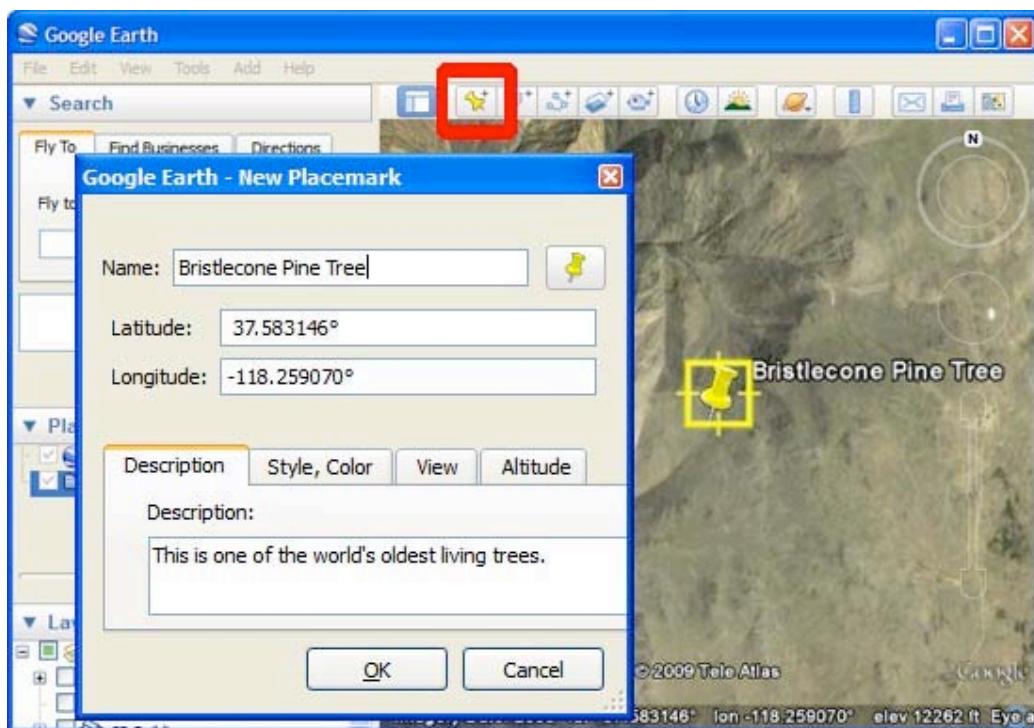 Google Earth
File Edit View Tools Add Help
Search
Fly To Find Businesses Directions
Google Earth - New Placemark
N
Name: Bristlecone Pine Tree
Latitude: 37.583146°
Longitude: -118.259070°
Bristlecone Pine Tree
Description Style, Color View Altitude
Description:
This is one of the world's oldest living trees.
OK Cancel
© 2009 Tele Atlas
Google
583146° lon -118.259070° elev 12262 ft Eye